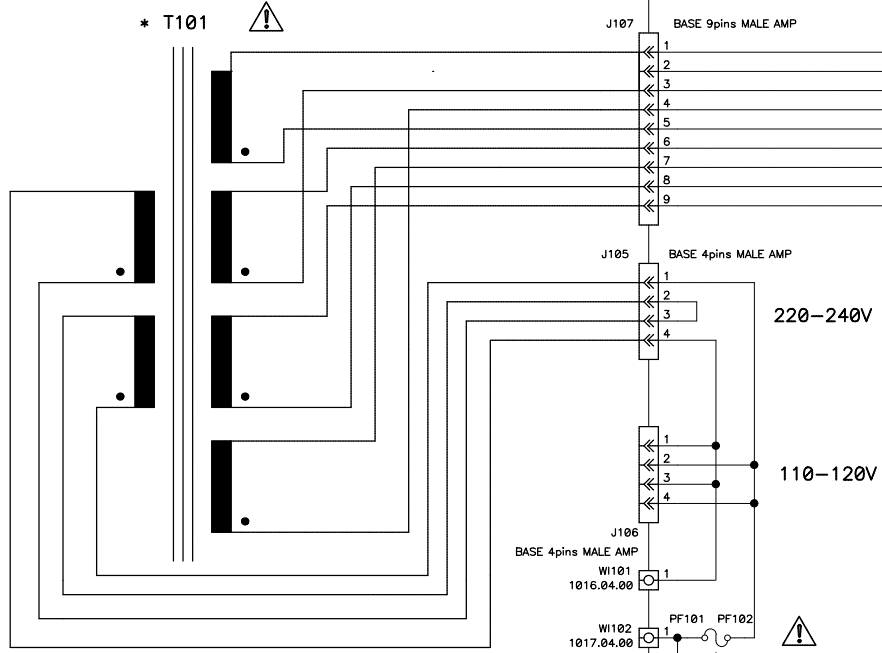 * T101
J107 BASE 9pins MALE AMP
1
2
3
4
5
6
7
8
9
J105 BASE 4pins MALE AMP
1
2
3
4
220-240V
1
2
3
4
110-120V
J106
BASE 4pins MALE AMP
WI101
1016.04.00
1
WI102
1017.04.00
1
PF101 PF102